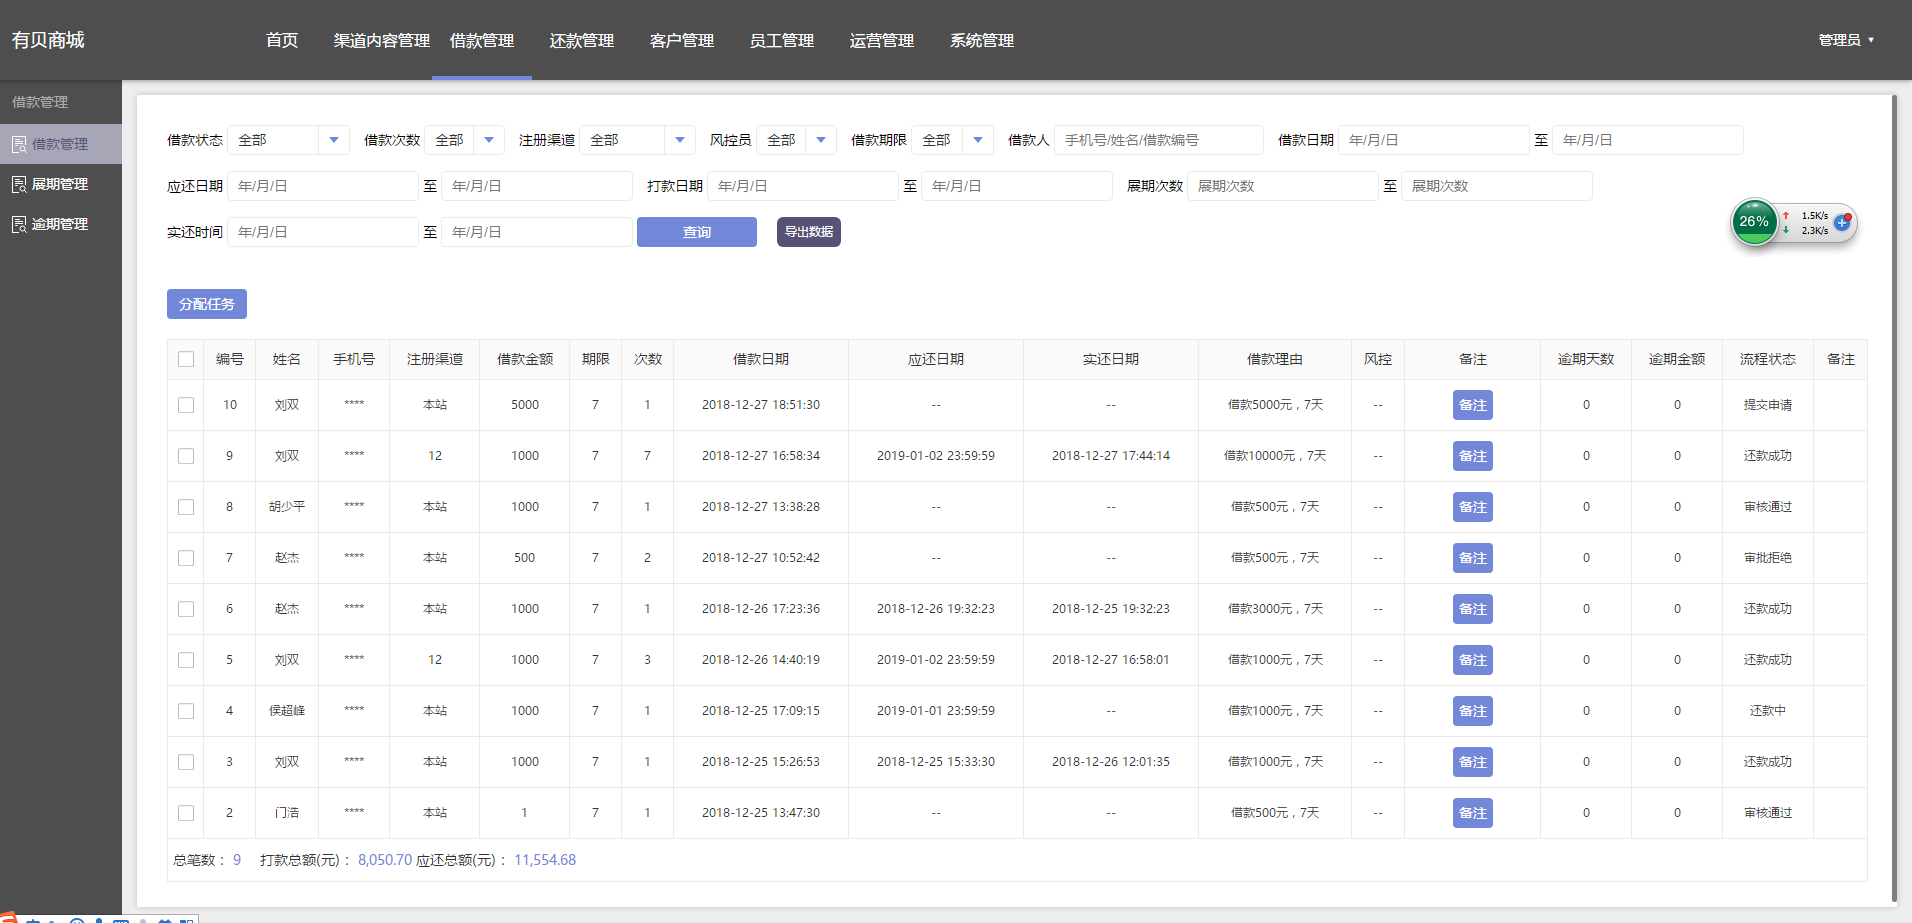 有贝商城 首页 渠道内容管理 借款管理 还款管理 客户管理 员工管理 运营管理 系统管理 管理员
借款管理
借款管理
展期管理
逾期管理
借款状态 全部 借款次数 全部 注册渠道 全部 风控员 全部 借款期限 全部 借款人 手机号/姓名/借款编号 借款日期 年/月/日 至 年/月/日
应还日期 年/月/日 至 年/月/日 打款日期 年/月/日 至 年/月/日 展期次数 展期次数 至 展期次数
实还时间 年/月/日 至 年/月/日 查询 导出数据
26% 1.5K/s
2.3K/s
分配任务
编号 姓名 手机号 注册渠道 借款金额 期限 次数 借款日期 应还日期 实还日期 借款理由 风控 备注 逾期天数 逾期金额 流程状态 备注
10 刘双 **** 本站 5000 7 1 2018-12-27 18:51:30 -- -- 借款5000元，7天 -- 备注 0 0 提交申请
9 刘双 **** 12 1000 7 7 2018-12-27 16:58:34 2019-01-02 23:59:59 2018-12-27 17:44:14 借款10000元，7天 -- 备注 0 0 还款成功
8 胡少平 **** 本站 1000 7 1 2018-12-27 13:38:28 -- -- 借款500元，7天 -- 备注 0 0 审核通过
7 赵杰 **** 本站 500 7 2 2018-12-27 10:52:42 -- -- 借款500元，7天 -- 备注 0 0 审批拒绝
6 赵杰 **** 本站 1000 7 1 2018-12-26 17:23:36 2018-12-26 19:32:23 2018-12-25 19:32:23 借款3000元，7天 -- 备注 0 0 还款成功
5 刘双 **** 12 1000 7 3 2018-12-26 14:40:19 2019-01-02 23:59:59 2018-12-27 16:58:01 借款1000元，7天 -- 备注 0 0 还款成功
4 侯超峰 **** 本站 1000 7 1 2018-12-25 17:09:15 2019-01-01 23:59:59 -- 借款1000元，7天 -- 备注 0 0 还款中
3 刘双 **** 本站 1000 7 1 2018-12-25 15:26:53 2018-12-25 15:33:30 2018-12-26 12:01:35 借款1000元，7天 -- 备注 0 0 还款成功
2 门浩 **** 本站 1 7 1 2018-12-25 13:47:30 -- -- 借款500元，7天 -- 备注 0 0 审核通过
总笔数： 9 打款总额(元)： 8,050.70 应还总额(元)： 11,554.68